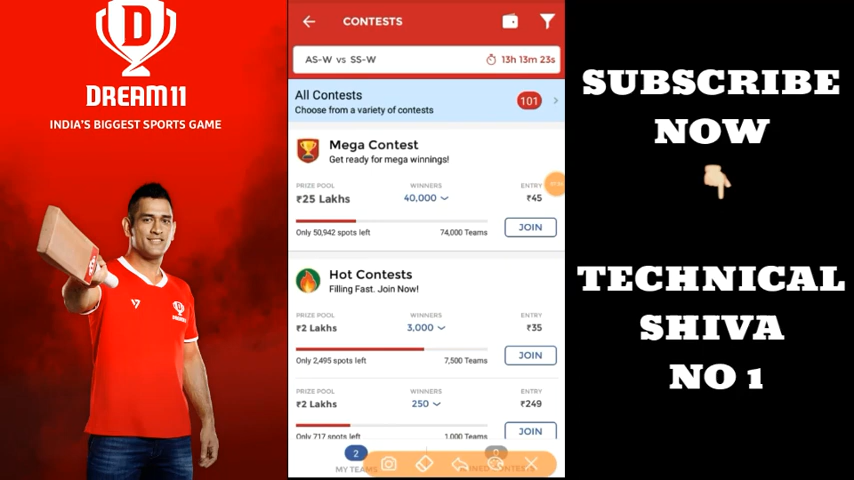 D
DREAM11
INDIA'S BIGGEST SPORTS GAME
CONTESTS
AS-W vs SS-W
13h 13m 23s
All Contests
Choose from a variety of contests
101
Mega Contest
Get ready for mega winnings!
PRIZE POOL WINNERS ENTRY
₹25 Lakhs 40,000 ₹45
JOIN
Only 50,942 spots left 74,000 Teams
Hot Contests
Filling Fast. Join Now!
PRIZE POOL WINNERS ENTRY
₹2 Lakhs 3,000 ₹35
JOIN
Only 2,495 spots left 7,500 Teams
PRIZE POOL WINNERS ENTRY
₹2 Lakhs 250 ₹249
JOIN
Only 717 spots left 1,000 Teams
2
MY TEAMS
SUBSCRIBE
NOW
TECHNICAL
SHIVA
NO 1